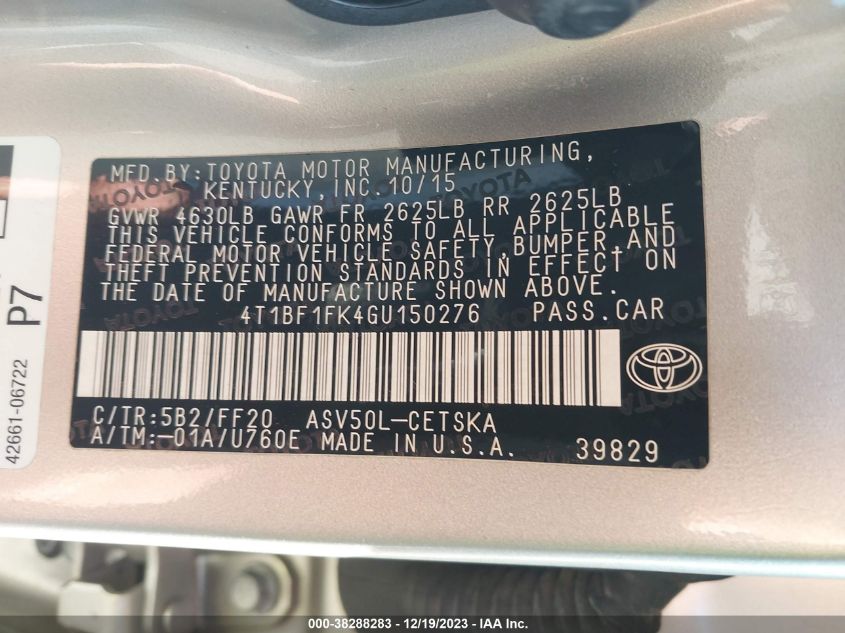 MFD. BY: TOYOTA MOTOR MANUFACTURING,
KENTUCKY, INC. 10/15
GVWR 4630LB GAWR FR 2625LB RR 2625LB
THIS VEHICLE CONFORMS TO ALL APPLICABLE
FEDERAL MOTOR VEHICLE SAFETY, BUMPER, AND
THEFT PREVENTION STANDARDS IN EFFECT ON
THE DATE OF MANUFACTURE SHOWN ABOVE.
4T1BF1FK4GU150276 PASS. CAR
C/TR: 5B2/FF20 ASV50L-CETSKA
A/TM: -01A/U760E MADE IN U.S.A. 39829
P7
42661-06722
000-38288283 - 12/19/2023 - IAA Inc.